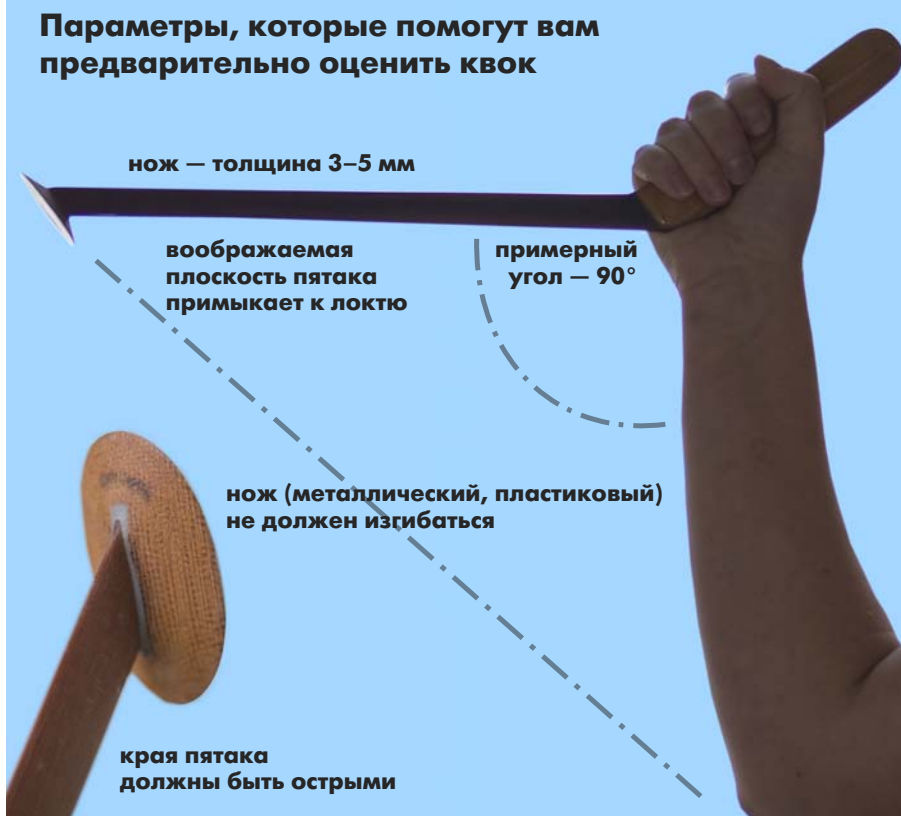 Параметры, которые помогут вам
предварительно оценить квок
нож — толщина 3–5 мм
воображаемая
плоскость пятака
примыкает к локтю
примерный
угол — 90°
нож (металлический, пластиковый)
не должен изгибаться
края пятака
должны быть острыми